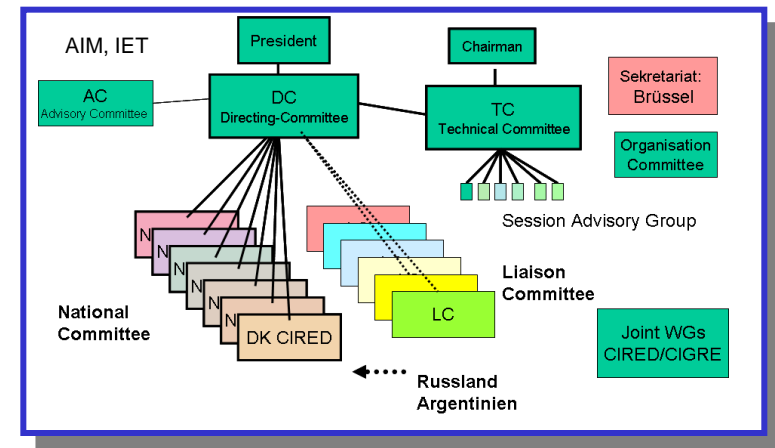 AIM, IET
President
Chairman
Sekretariat:
Brüssel
AC
Advisory Committee
DC
Directing-Committee
TC
Technical Committee
Organisation
Committee
Session Advisory Group
N
N
N
N
N
N
National
Committee
DK CIRED
Liaison
Committee
LC
Joint WGs
CIRED/CIGRE
Russland
Argentinien